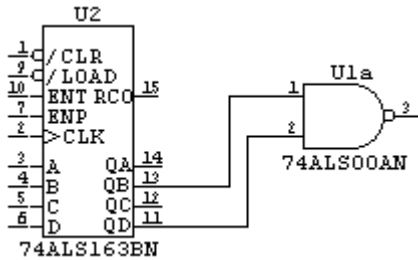 U2
1 /CLR
9 /LOAD
10 ENT RCO 15
7 ENP
2 CLK
3 A QA 14
4 B QB 13
5 C QC 12
6 D QD 11
74ALS163BN
U1a
1
2
3
74ALS00AN